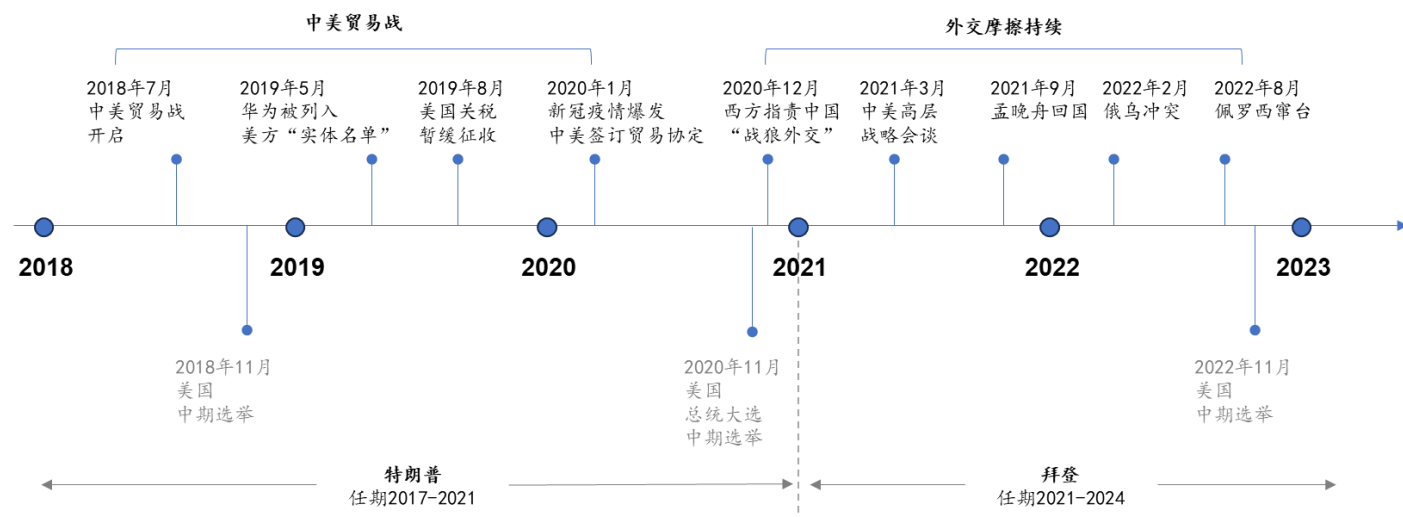 中美贸易战
外交摩擦持续
2018年7月
中美贸易战
开启
2019年5月
华为被列入
美方“实体名单”
2019年8月
美国关税
暂缓征收
2020年1月
新冠疫情爆发
中美签订贸易协定
2020年12月
西方指责中国
“战狼外交”
2021年3月
中美高层
战略会谈
2021年9月
孟晚舟回国
2022年2月
俄乌冲突
2022年8月
佩罗西窜台
2018
2019
2020
2021
2022
2023
2018年11月
美国
中期选举
2020年11月
美国
总统大选
中期选举
2022年11月
美国
中期选举
特朗普
任期2017-2021
拜登
任期2021-2024